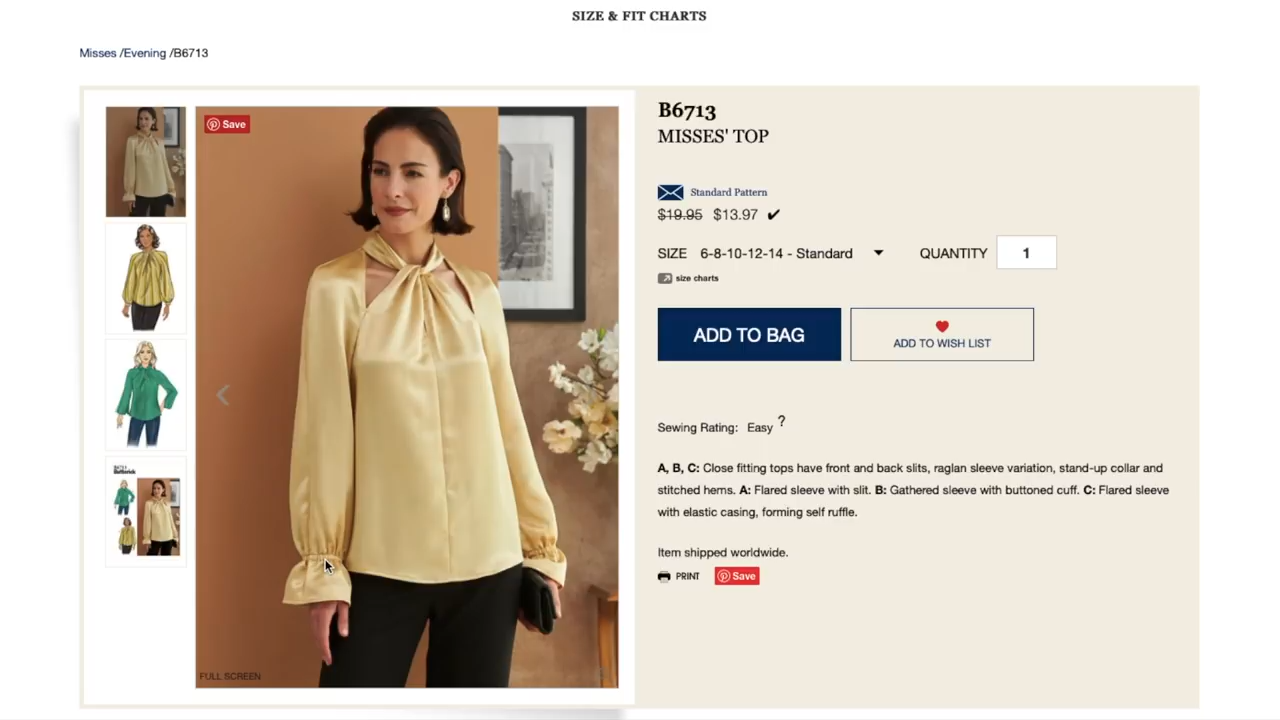 SIZE & FIT CHARTS
Misses /Evening /B6713
Save
FULL SCREEN
Butterick
B6713
MISSES' TOP
Standard Pattern
$19.95 $13.97 ✔
SIZE 6-8-10-12-14 - Standard QUANTITY 1
size charts
ADD TO BAG
ADD TO WISH LIST
Sewing Rating: Easy ?
A, B, C: Close fitting tops have front and back slits, raglan sleeve variation, stand-up collar and
stitched hems. A: Flared sleeve with slit. B: Gathered sleeve with buttoned cuff. C: Flared sleeve
with elastic casing, forming self ruffle.
Item shipped worldwide.
PRINT Save